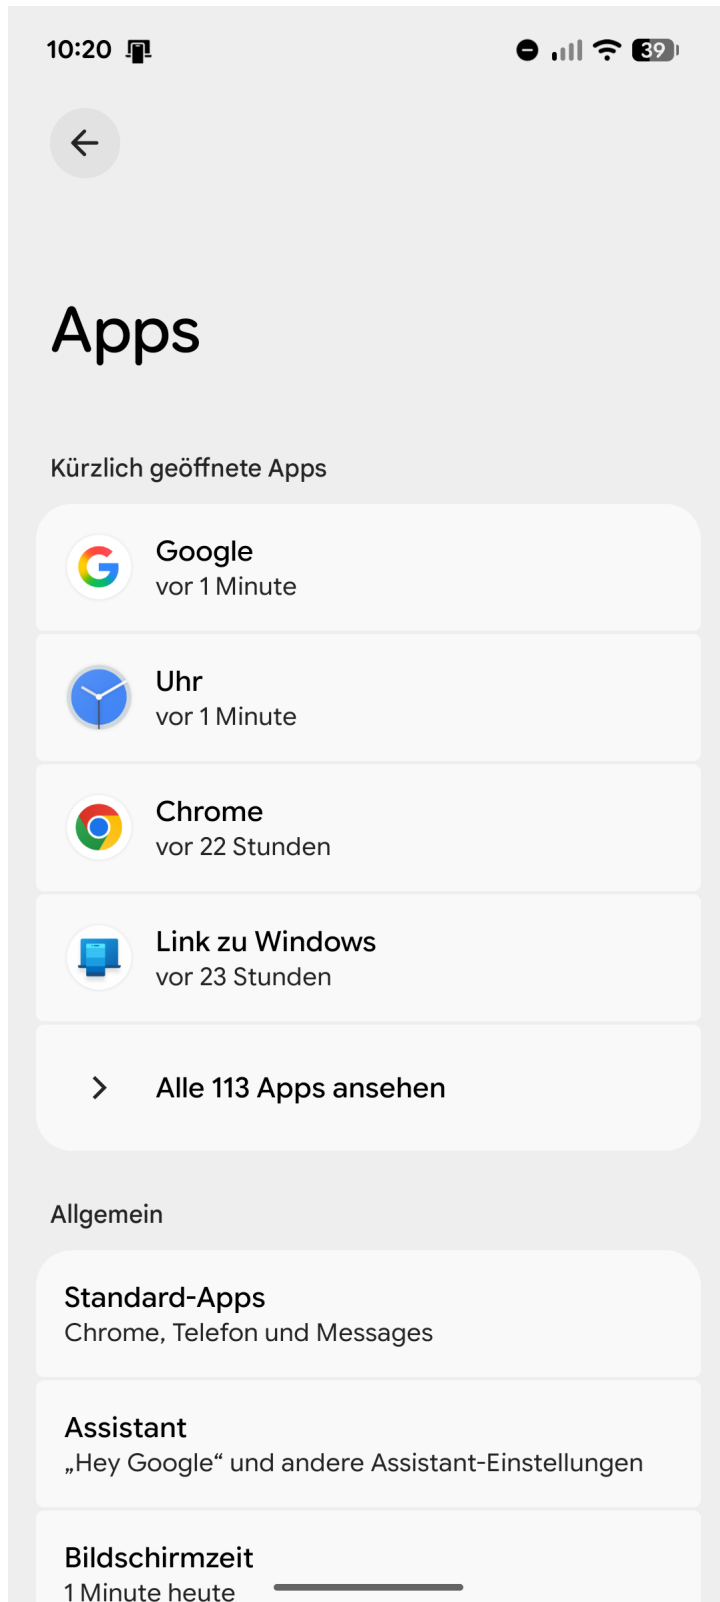 10:20
39
Apps
Kürzlich geöffnete Apps
Google
vor 1 Minute
Uhr
vor 1 Minute
Chrome
vor 22 Stunden
Link zu Windows
vor 23 Stunden
Alle 113 Apps ansehen
Allgemein
Standard-Apps
Chrome, Telefon und Messages
Assistant
„Hey Google“ und andere Assistant-Einstellungen
Bildschirmzeit
1 Minute heute